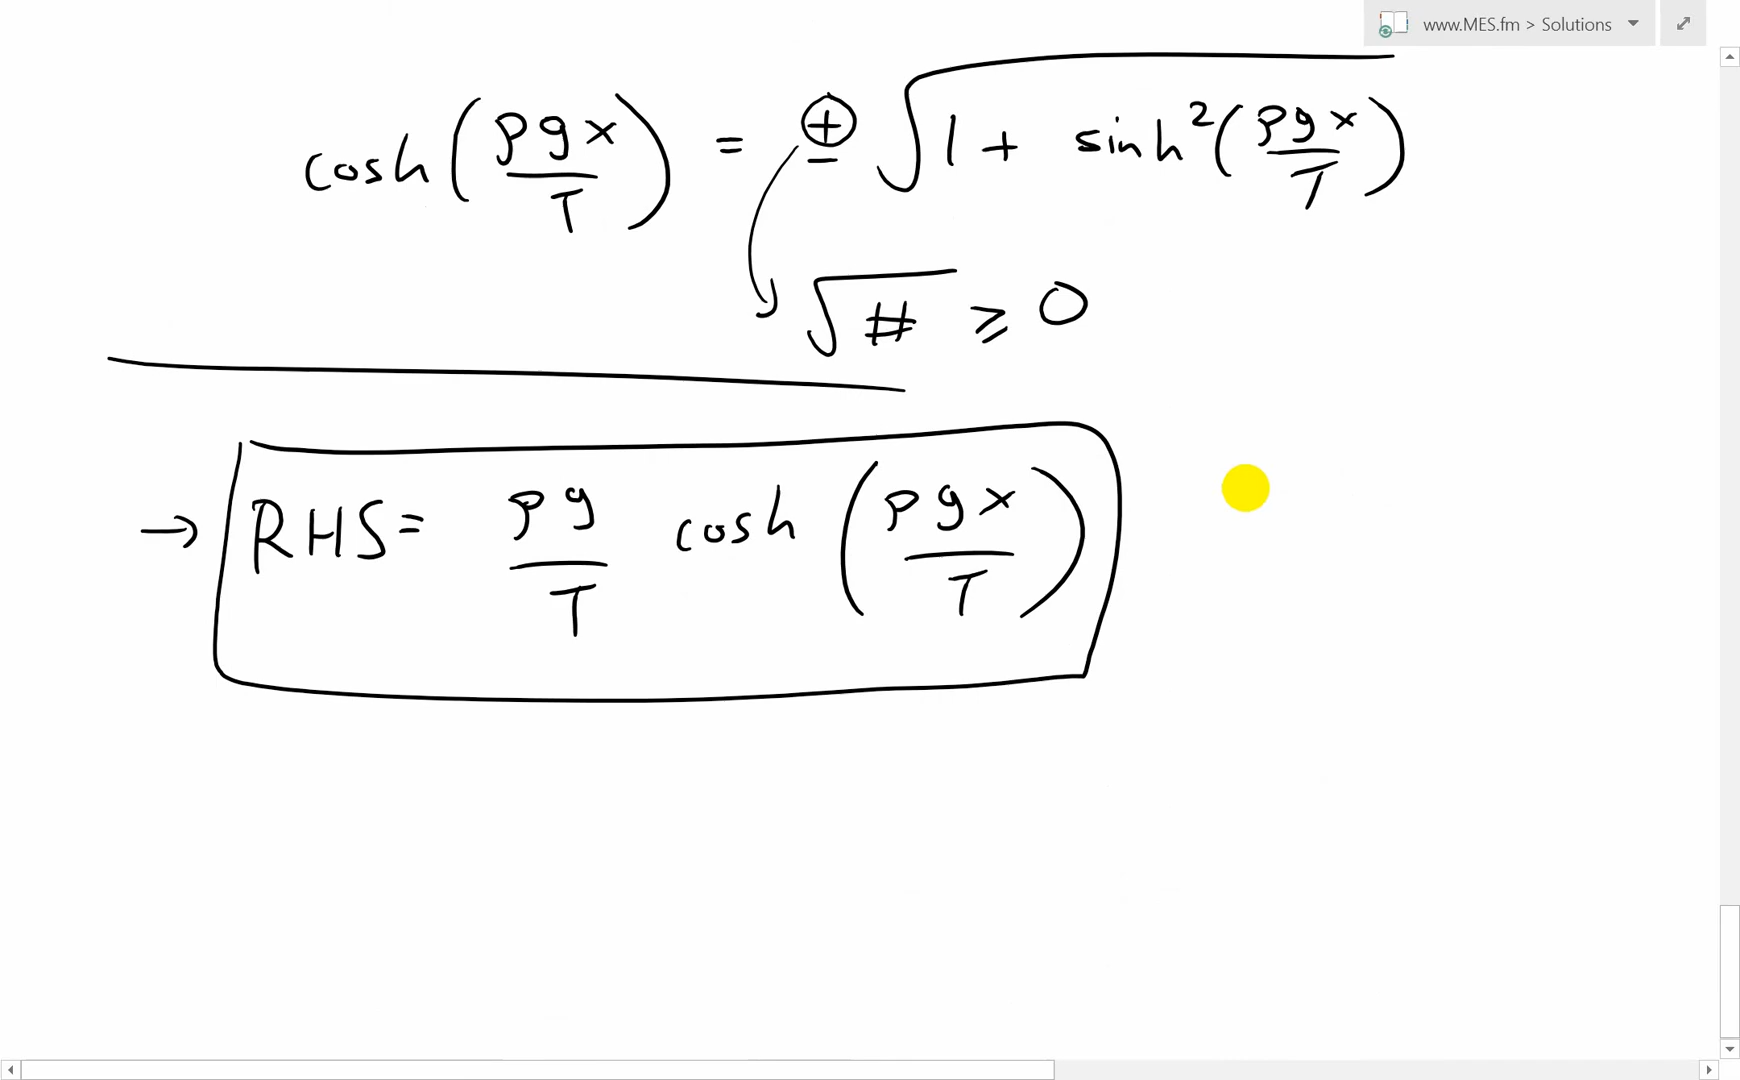 www.MES.fm > Solutions
cosh(ρgx/T) = ± √(1 + sinh²(ρgx/T))
√# ≥ 0
→ RHS = ρg/T cosh(ρgx/T)